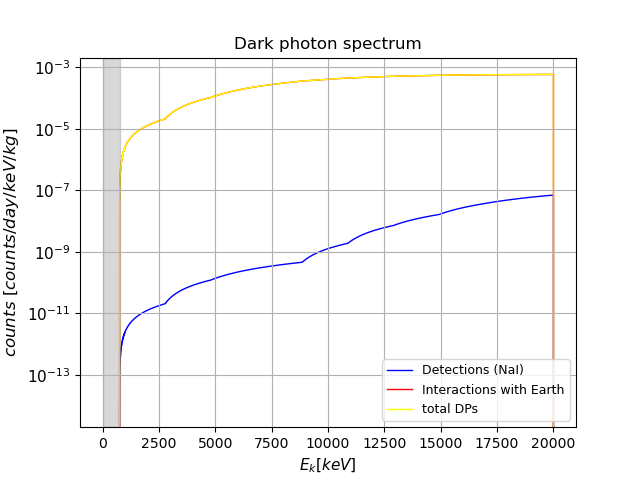 Dark photon spectrum
counts [counts/day/keV/kg]
10⁻³
10⁻⁵
10⁻⁷
10⁻⁹
10⁻¹¹
10⁻¹³
Detections (NaI)
Interactions with Earth
total DPs
0 2500 5000 7500 10000 12500 15000 17500 20000
E_k[keV]